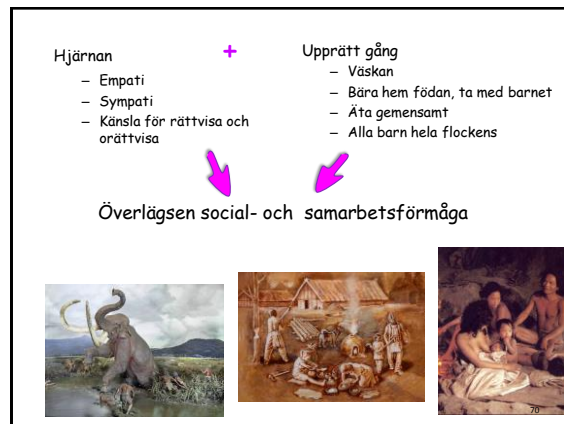 Hjärnan
+
– Empati
– Sympati
– Känsla för rättvisa och
orättvisa
Upprätt gång
– Väskan
– Bära hem födan, ta med barnet
– Äta gemensamt
– Alla barn hela flockens
Överlägsen social- och samarbetsförmåga
70